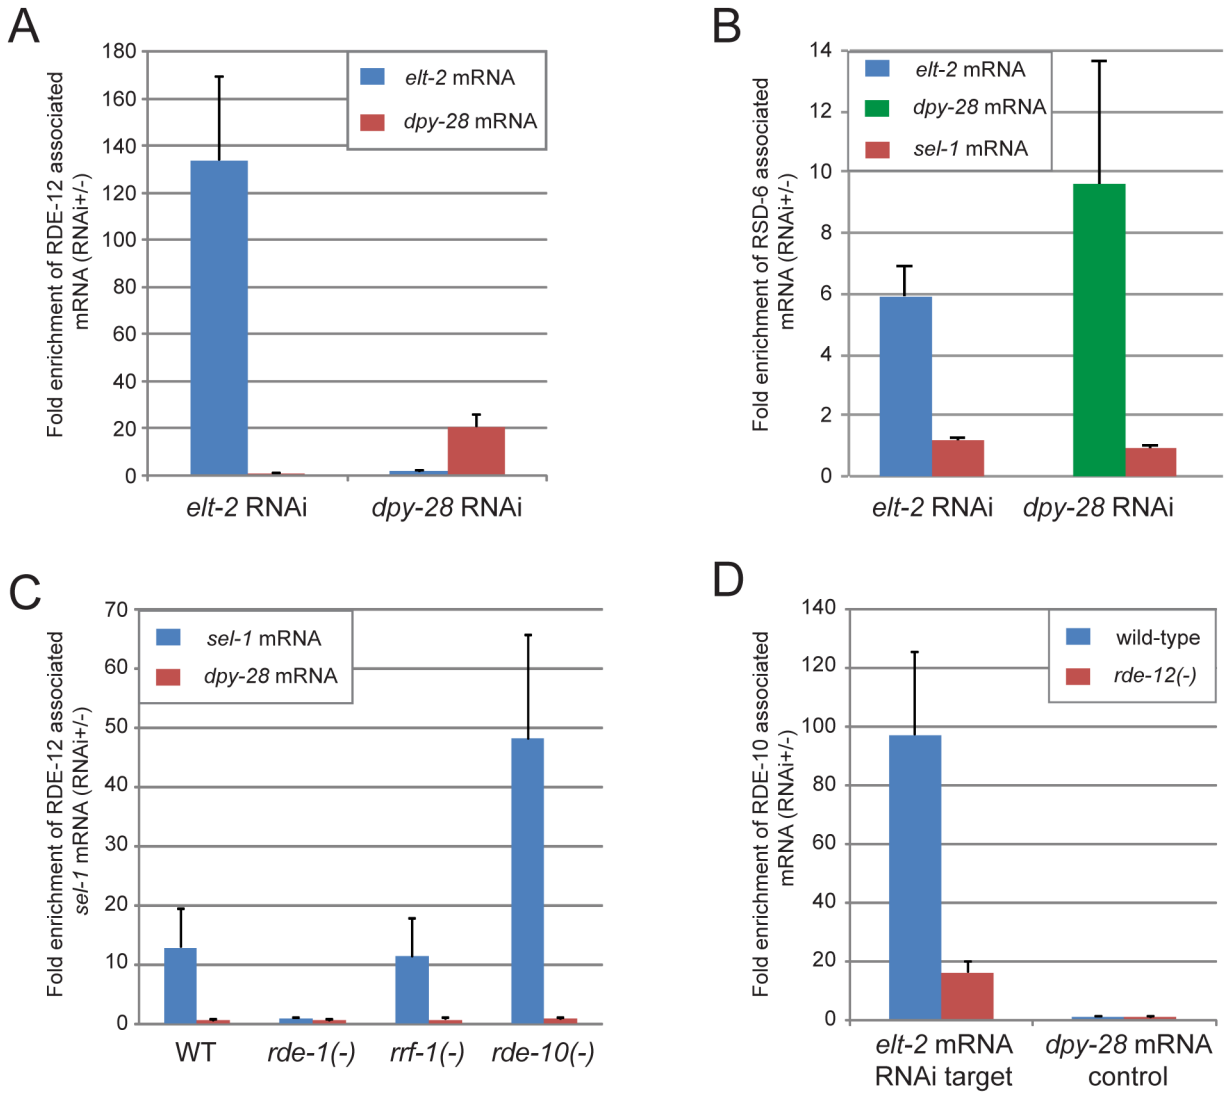 A
Fold enrichment of RDE-12 associated
mRNA (RNAi+/-)
180
160
140
120
100
80
60
40
20
0
elt-2 mRNA
dpy-28 mRNA
elt-2 RNAi
dpy-28 RNAi
B
Fold enrichment of RSD-6 associated
mRNA (RNAi+/-)
14
12
10
8
6
4
2
0
elt-2 mRNA
dpy-28 mRNA
sel-1 mRNA
elt-2 RNAi
dpy-28 RNAi
C
Fold enrichment of RDE-12 associated
sel-1 mRNA (RNAi+/-)
70
60
50
40
30
20
10
0
sel-1 mRNA
dpy-28 mRNA
WT
rde-1(-)
rrf-1(-)
rde-10(-)
D
Fold enrichment of RDE-10 associated
mRNA (RNAi+/-)
140
120
100
80
60
40
20
0
wild-type
rde-12(-)
elt-2 mRNA
RNAi target
dpy-28 mRNA
control